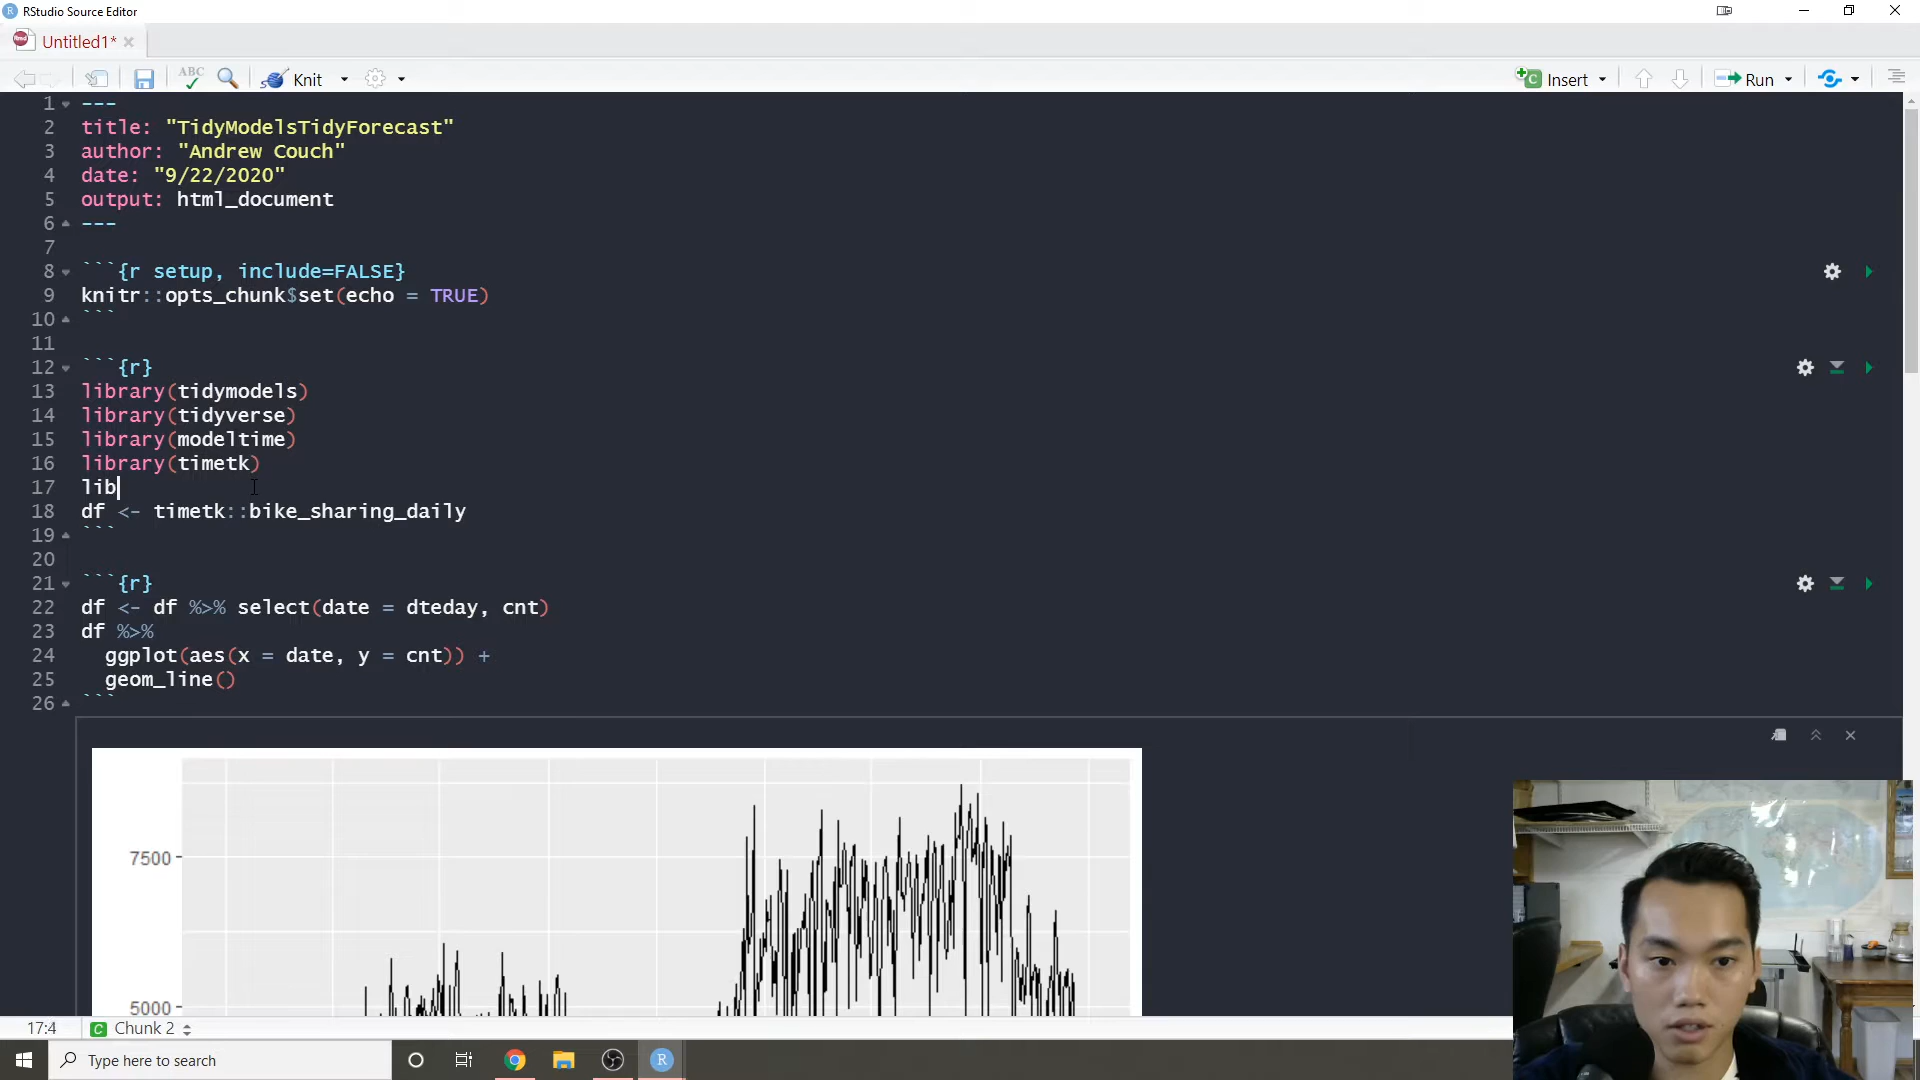 RStudio Source Editor
Untitled1*
ABC
Knit
Insert
Run
1 ---
2 title: "TidyModelsTidyForecast"
3 author: "Andrew Couch"
4 date: "9/22/2020"
5 output: html_document
6 ---
7
8 ```{r setup, include=FALSE}
9 knitr::opts_chunk$set(echo = TRUE)
10 ```
11
12 ```{r}
13 library(tidymodels)
14 library(tidyverse)
15 library(modeltime)
16 library(timetk)
17 lib
18 df <- timetk::bike_sharing_daily
19 ```
20
21 ```{r}
22 df <- df %>% select(date = dteday, cnt)
23 df %>%
24 ggplot(aes(x = date, y = cnt)) +
25 geom_line()
26 ```
7500
5000
17:4 C Chunk 2
Type here to search
R